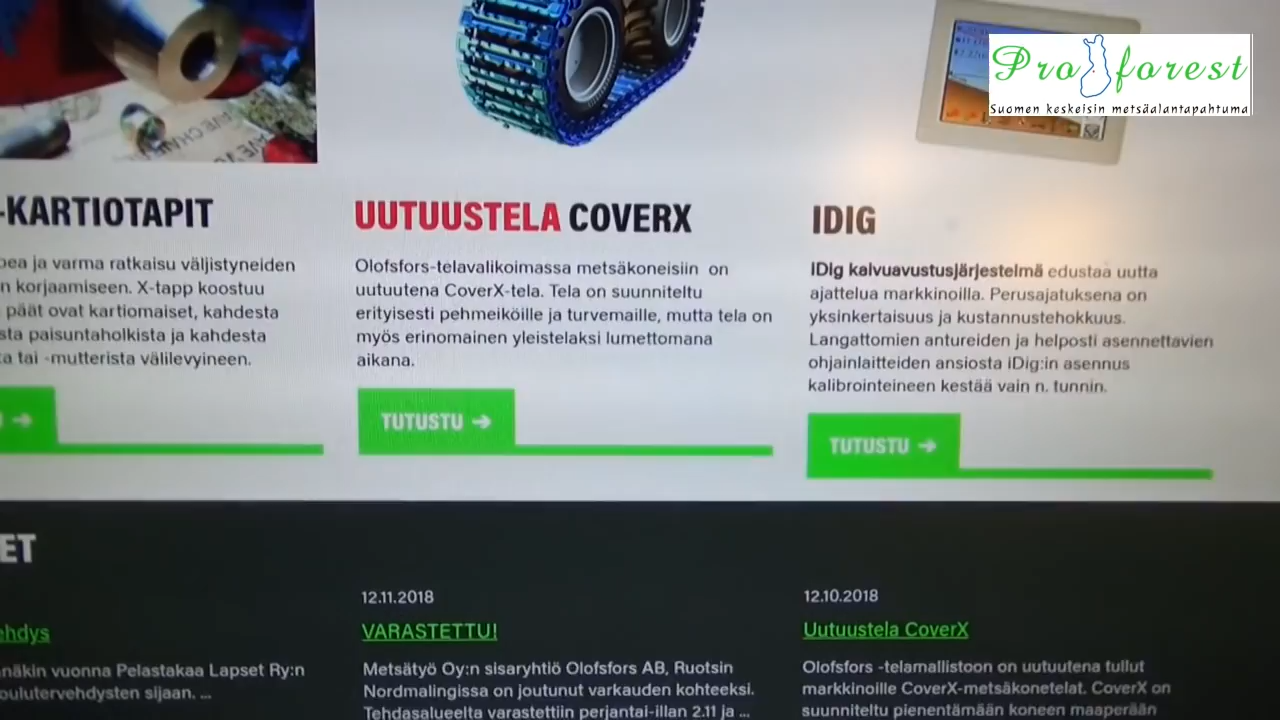 Pro forest
Suomen keskeisin metsäalantapahtuma
-KARTIOTAPIT
ja varma ratkaisu väljistyneiden
korjaamiseen. X-tapp koostuu
päät ovat kartiomaiset, kahdesta
paisuntaholkista ja kahdesta
tai -mutterista välilevyineen.
UUTUUSTELA COVERX
Olofsfors-telavalikoimassa metsäkoneisiin on
uutuutena CoverX-tela. Tela on suunniteltu
erityisesti pehmeiköille ja turvemaille, mutta tela on
myös erinomainen yleistelaksi lumettomana
aikana.
TUTUSTU →
IDIG
IDig kaivuavustusjärjestelmä edustaa uutta
ajattelua markkinoilla. Perusajatuksena on
yksinkertaisuus ja kustannustehokkuus.
Langattomien antureiden ja helposti asennettavien
ohjainlaitteiden ansiosta iDig:in asennus
kalibrointeineen kestää vain n. tunnin.
TUTUSTU →
ET
12.11.2018
VARASTETTU!
Metsätyö Oy:n sisaryhtiö Olofsfors AB, Ruotsin
Nordmalingissa on joutunut varkauden kohteeksi.
Tehdasalueelta varastettiin perjantai-illan 2.11 ja ...
12.10.2018
Uutuustela CoverX
Olofsfors -telamallistoon on uutuutena tullut
markkinoille CoverX-metsäkonetelat. CoverX on
suunniteltu pienentämään koneen maaperään
vuonna Pelastakaa Lapset Ry:n
sijaan. ...